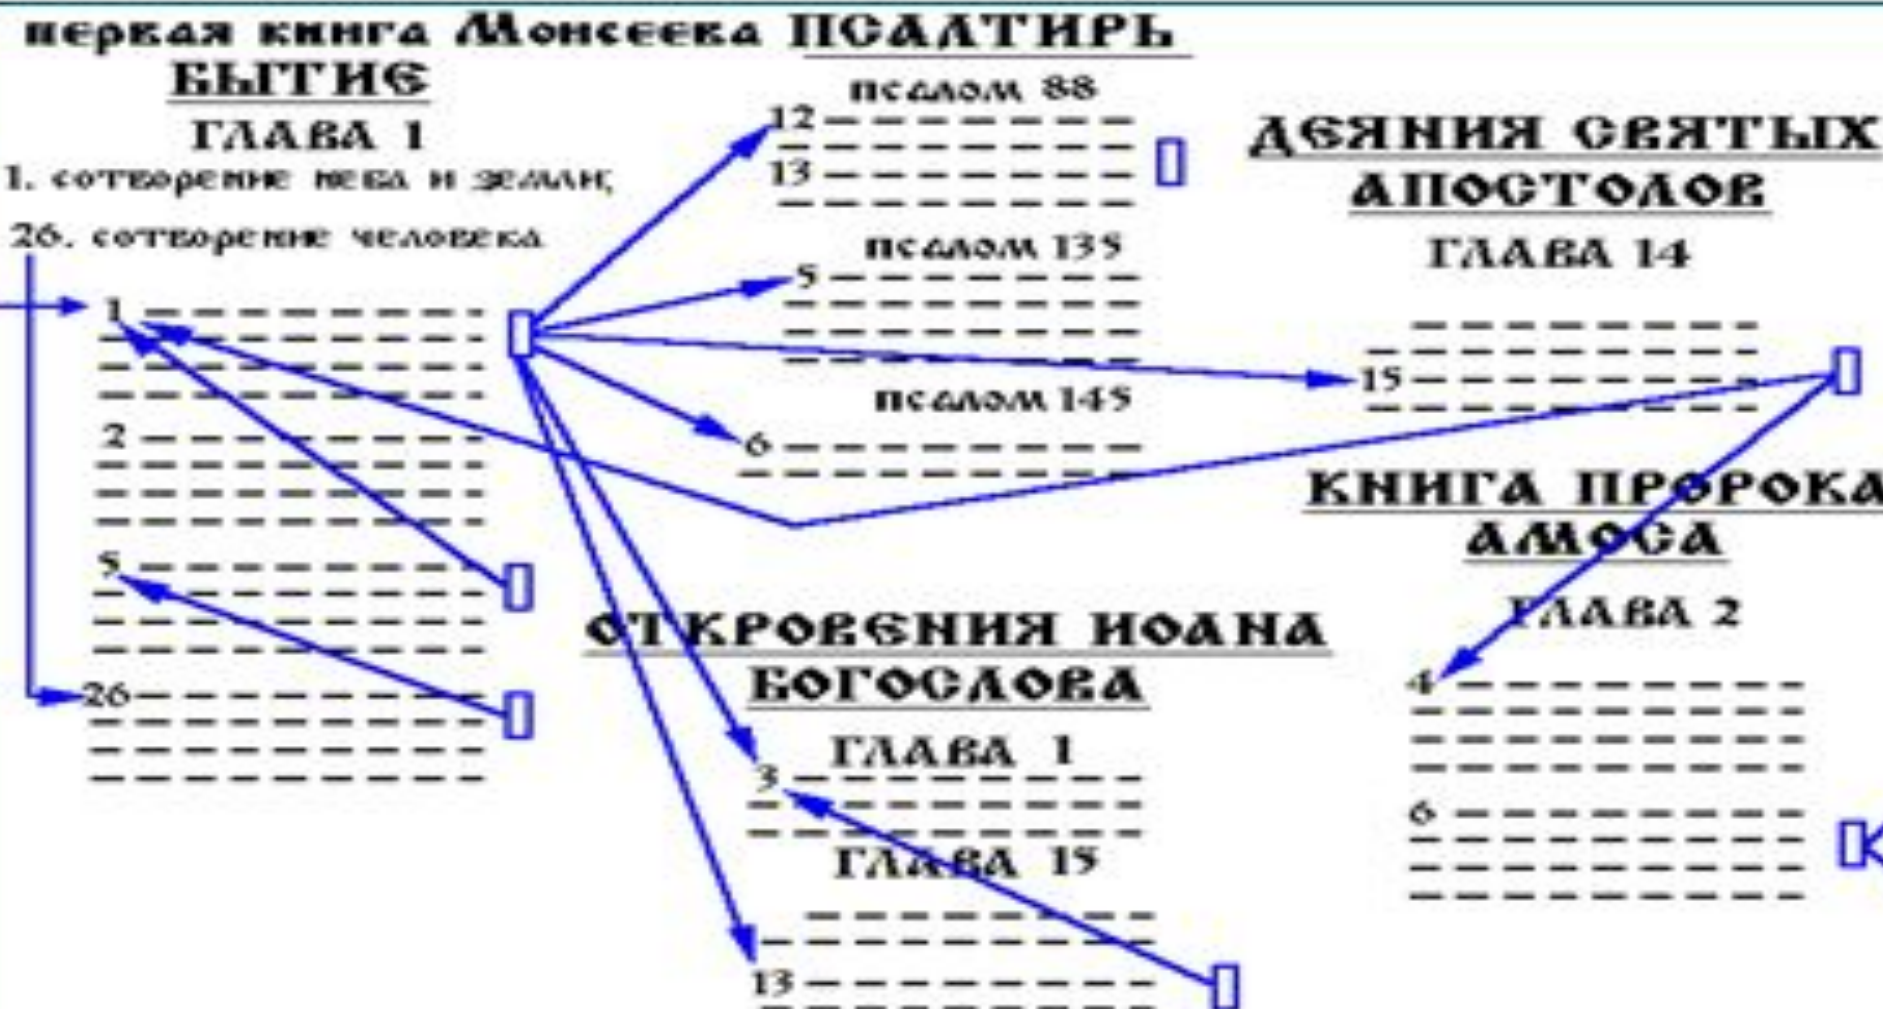 первая книга Моисеева
БЫТИЕ
ГЛАВА 1
1. сотворение неба и земли;
26. сотворение человека
1
2
5
26
ПСАЛТИРЬ
псалом 88
12
13
псалом 135
5
псалом 145
6
ОТКРОВЕНИЯ ИОАНА
БОГОСЛОВА
ГЛАВА 1
3
ГЛАВА 15
13
ДЕЯНИЯ СВЯТЫХ
АПОСТОЛОВ
ГЛАВА 14
15
КНИГА ПРОРОКА
АМОСА
ГЛАВА 2
4
6